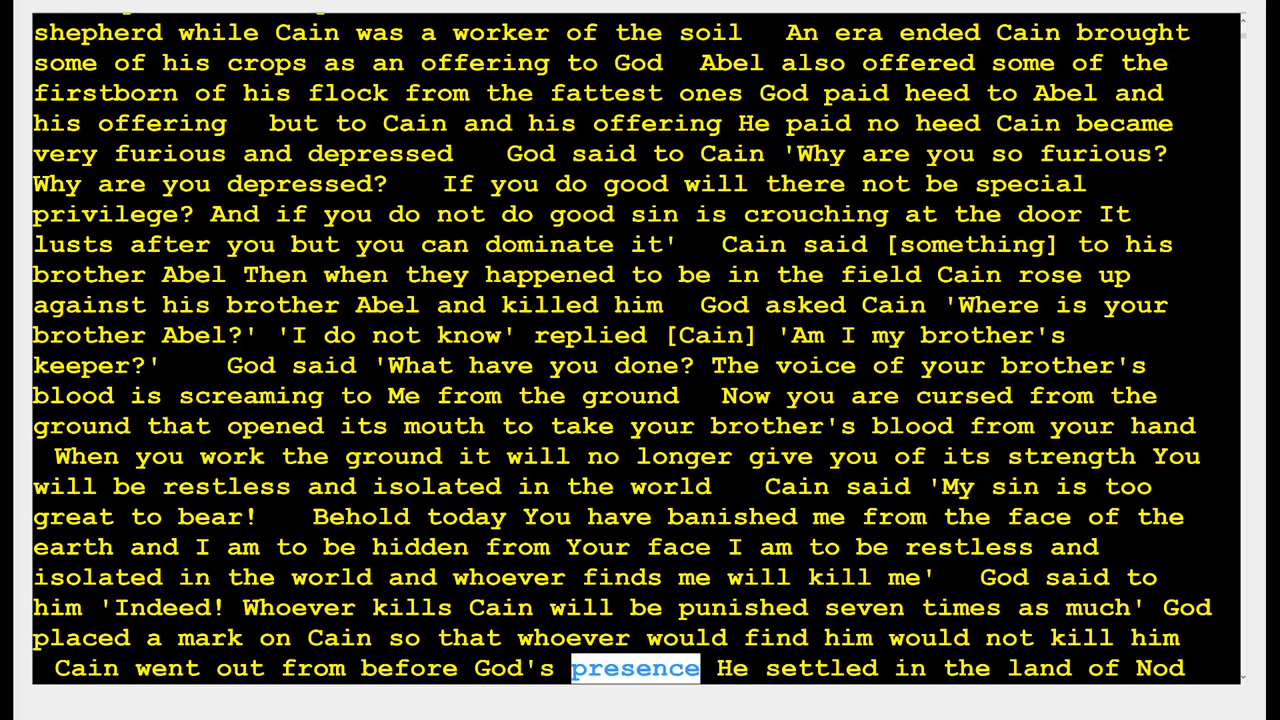 shepherd while Cain was a worker of the soil An era ended Cain brought
some of his crops as an offering to God Abel also offered some of the
firstborn of his flock from the fattest ones God paid heed to Abel and
his offering but to Cain and his offering He paid no heed Cain became
very furious and depressed God said to Cain 'Why are you so furious?
Why are you depressed? If you do good will there not be special
privilege? And if you do not do good sin is crouching at the door It
lusts after you but you can dominate it' Cain said [something] to his
brother Abel Then when they happened to be in the field Cain rose up
against his brother Abel and killed him God asked Cain 'Where is your
brother Abel?' 'I do not know' replied [Cain] 'Am I my brother's
keeper?' God said 'What have you done? The voice of your brother's
blood is screaming to Me from the ground Now you are cursed from the
ground that opened its mouth to take your brother's blood from your hand
When you work the ground it will no longer give you of its strength You
will be restless and isolated in the world Cain said 'My sin is too
great to bear! Behold today You have banished me from the face of the
earth and I am to be hidden from Your face I am to be restless and
isolated in the world and whoever finds me will kill me' God said to
him 'Indeed! Whoever kills Cain will be punished seven times as much' God
placed a mark on Cain so that whoever would find him would not kill him
Cain went out from before God's presence He settled in the land of Nod